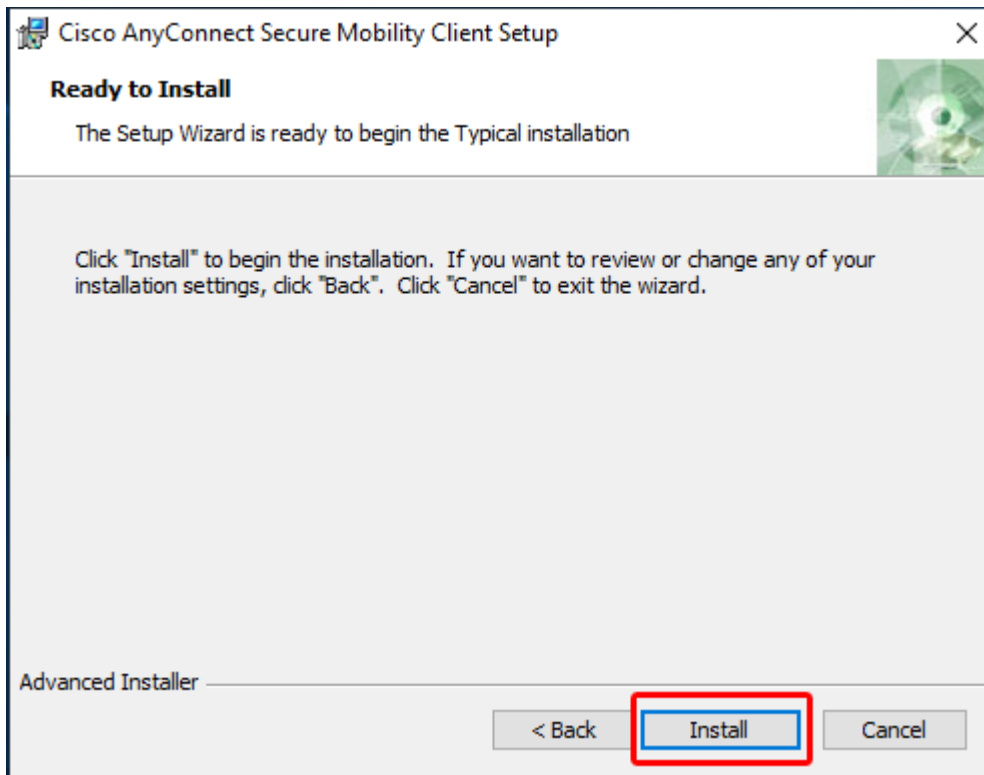 Cisco AnyConnect Secure Mobility Client Setup
Ready to Install
The Setup Wizard is ready to begin the Typical installation
Click "Install" to begin the installation.  If you want to review or change any of your
installation settings, click "Back".  Click "Cancel" to exit the wizard.
Advanced Installer
< Back Install Cancel